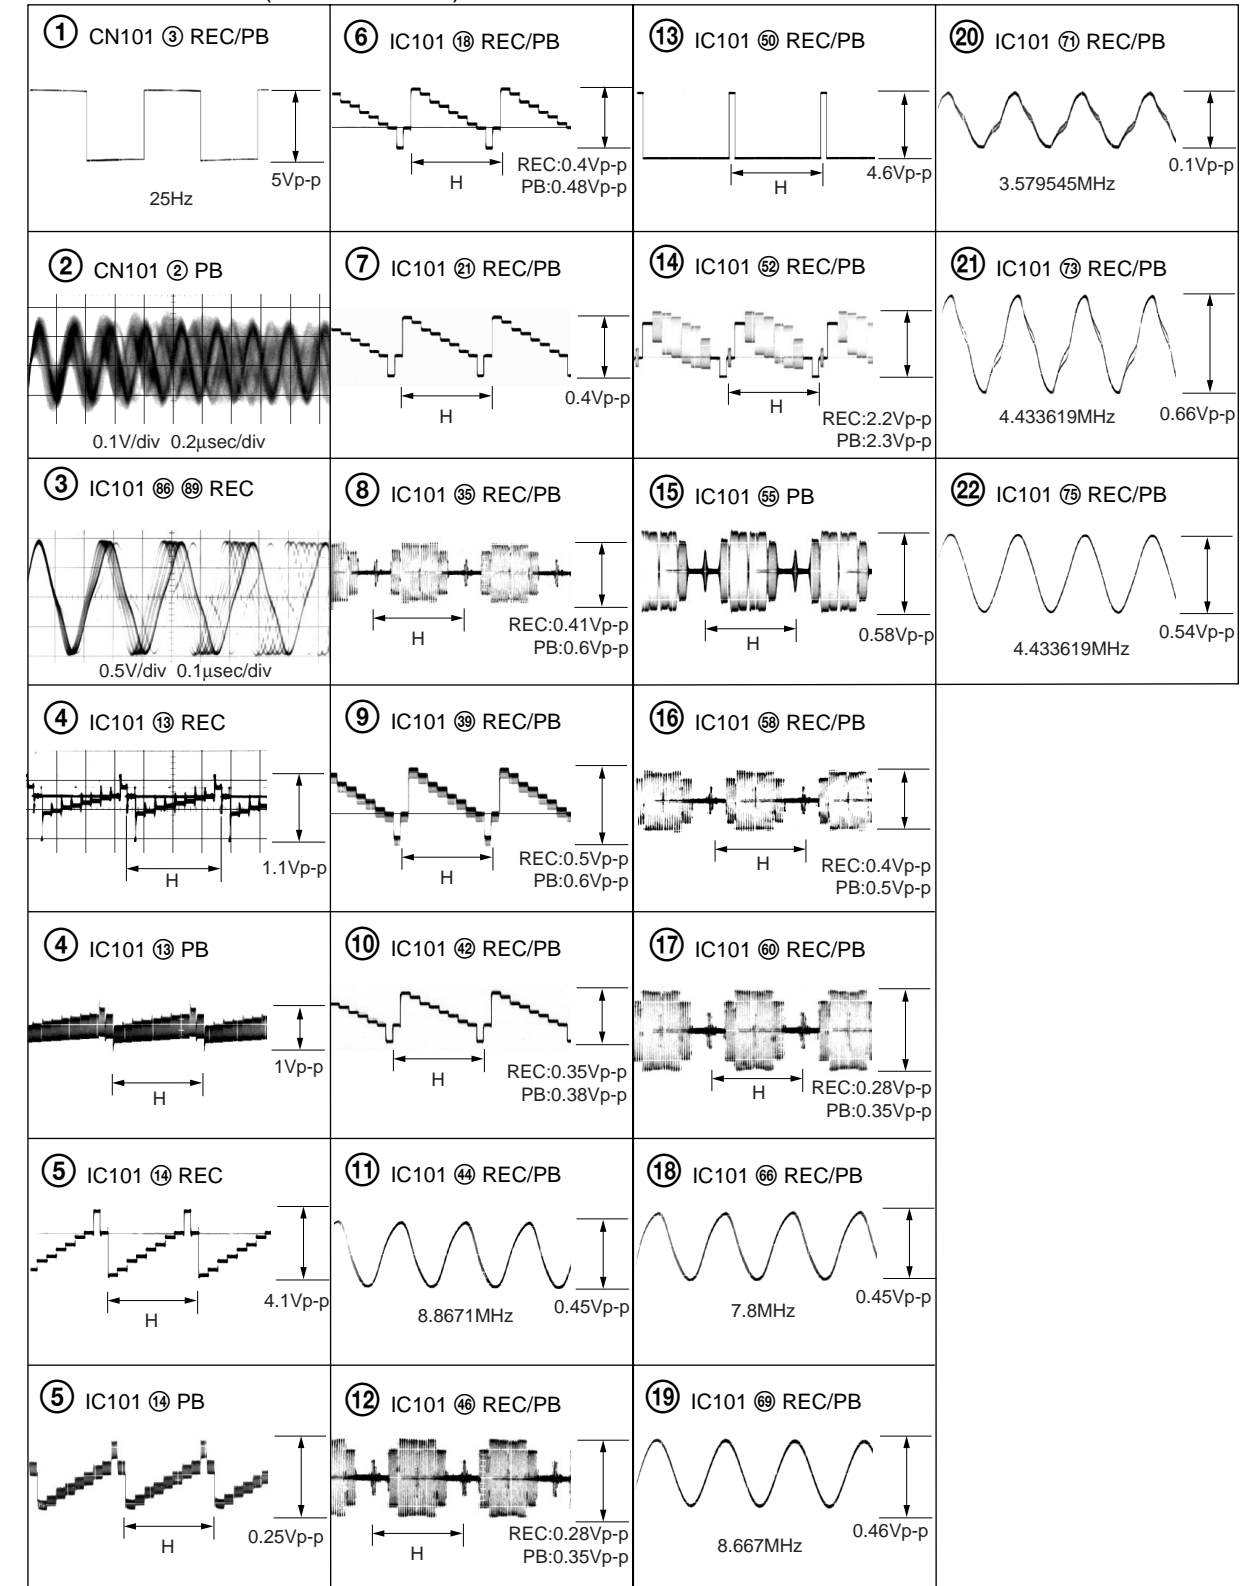 ① CN101 ③ REC/PB
5Vp-p
25Hz
② CN101 ② PB
0.1V/div 0.2µsec/div
③ IC101 86 89 REC
0.5V/div 0.1µsec/div
④ IC101 ⑬ REC
1.1Vp-p
H
④ IC101 ⑬ PB
1Vp-p
H
⑤ IC101 ⑭ REC
4.1Vp-p
H
⑤ IC101 ⑭ PB
0.25Vp-p
H
⑥ IC101 ⑱ REC/PB
REC:0.4Vp-p
H
PB:0.48Vp-p
⑦ IC101 ㉑ REC/PB
0.4Vp-p
H
⑧ IC101 ㉟ REC/PB
REC:0.41Vp-p
H
PB:0.6Vp-p
⑨ IC101 ㊴ REC/PB
REC:0.5Vp-p
H
PB:0.6Vp-p
⑩ IC101 ㊷ REC/PB
REC:0.35Vp-p
H
PB:0.38Vp-p
⑪ IC101 ㊹ REC/PB
0.45Vp-p
8.8671MHz
⑫ IC101 ㊻ REC/PB
REC:0.28Vp-p
H
PB:0.35Vp-p
⑬ IC101 ㊿ REC/PB
4.6Vp-p
H
⑭ IC101 52 REC/PB
H
REC:2.2Vp-p
PB:2.3Vp-p
⑮ IC101 55 PB
0.58Vp-p
H
⑯ IC101 58 REC/PB
H
REC:0.4Vp-p
PB:0.5Vp-p
⑰ IC101 60 REC/PB
REC:0.28Vp-p
H
PB:0.35Vp-p
⑱ IC101 66 REC/PB
0.45Vp-p
7.8MHz
⑲ IC101 69 REC/PB
0.46Vp-p
8.667MHz
⑳ IC101 71 REC/PB
0.1Vp-p
3.579545MHz
㉑ IC101 73 REC/PB
4.433619MHz
0.66Vp-p
㉒ IC101 75 REC/PB
0.54Vp-p
4.433619MHz